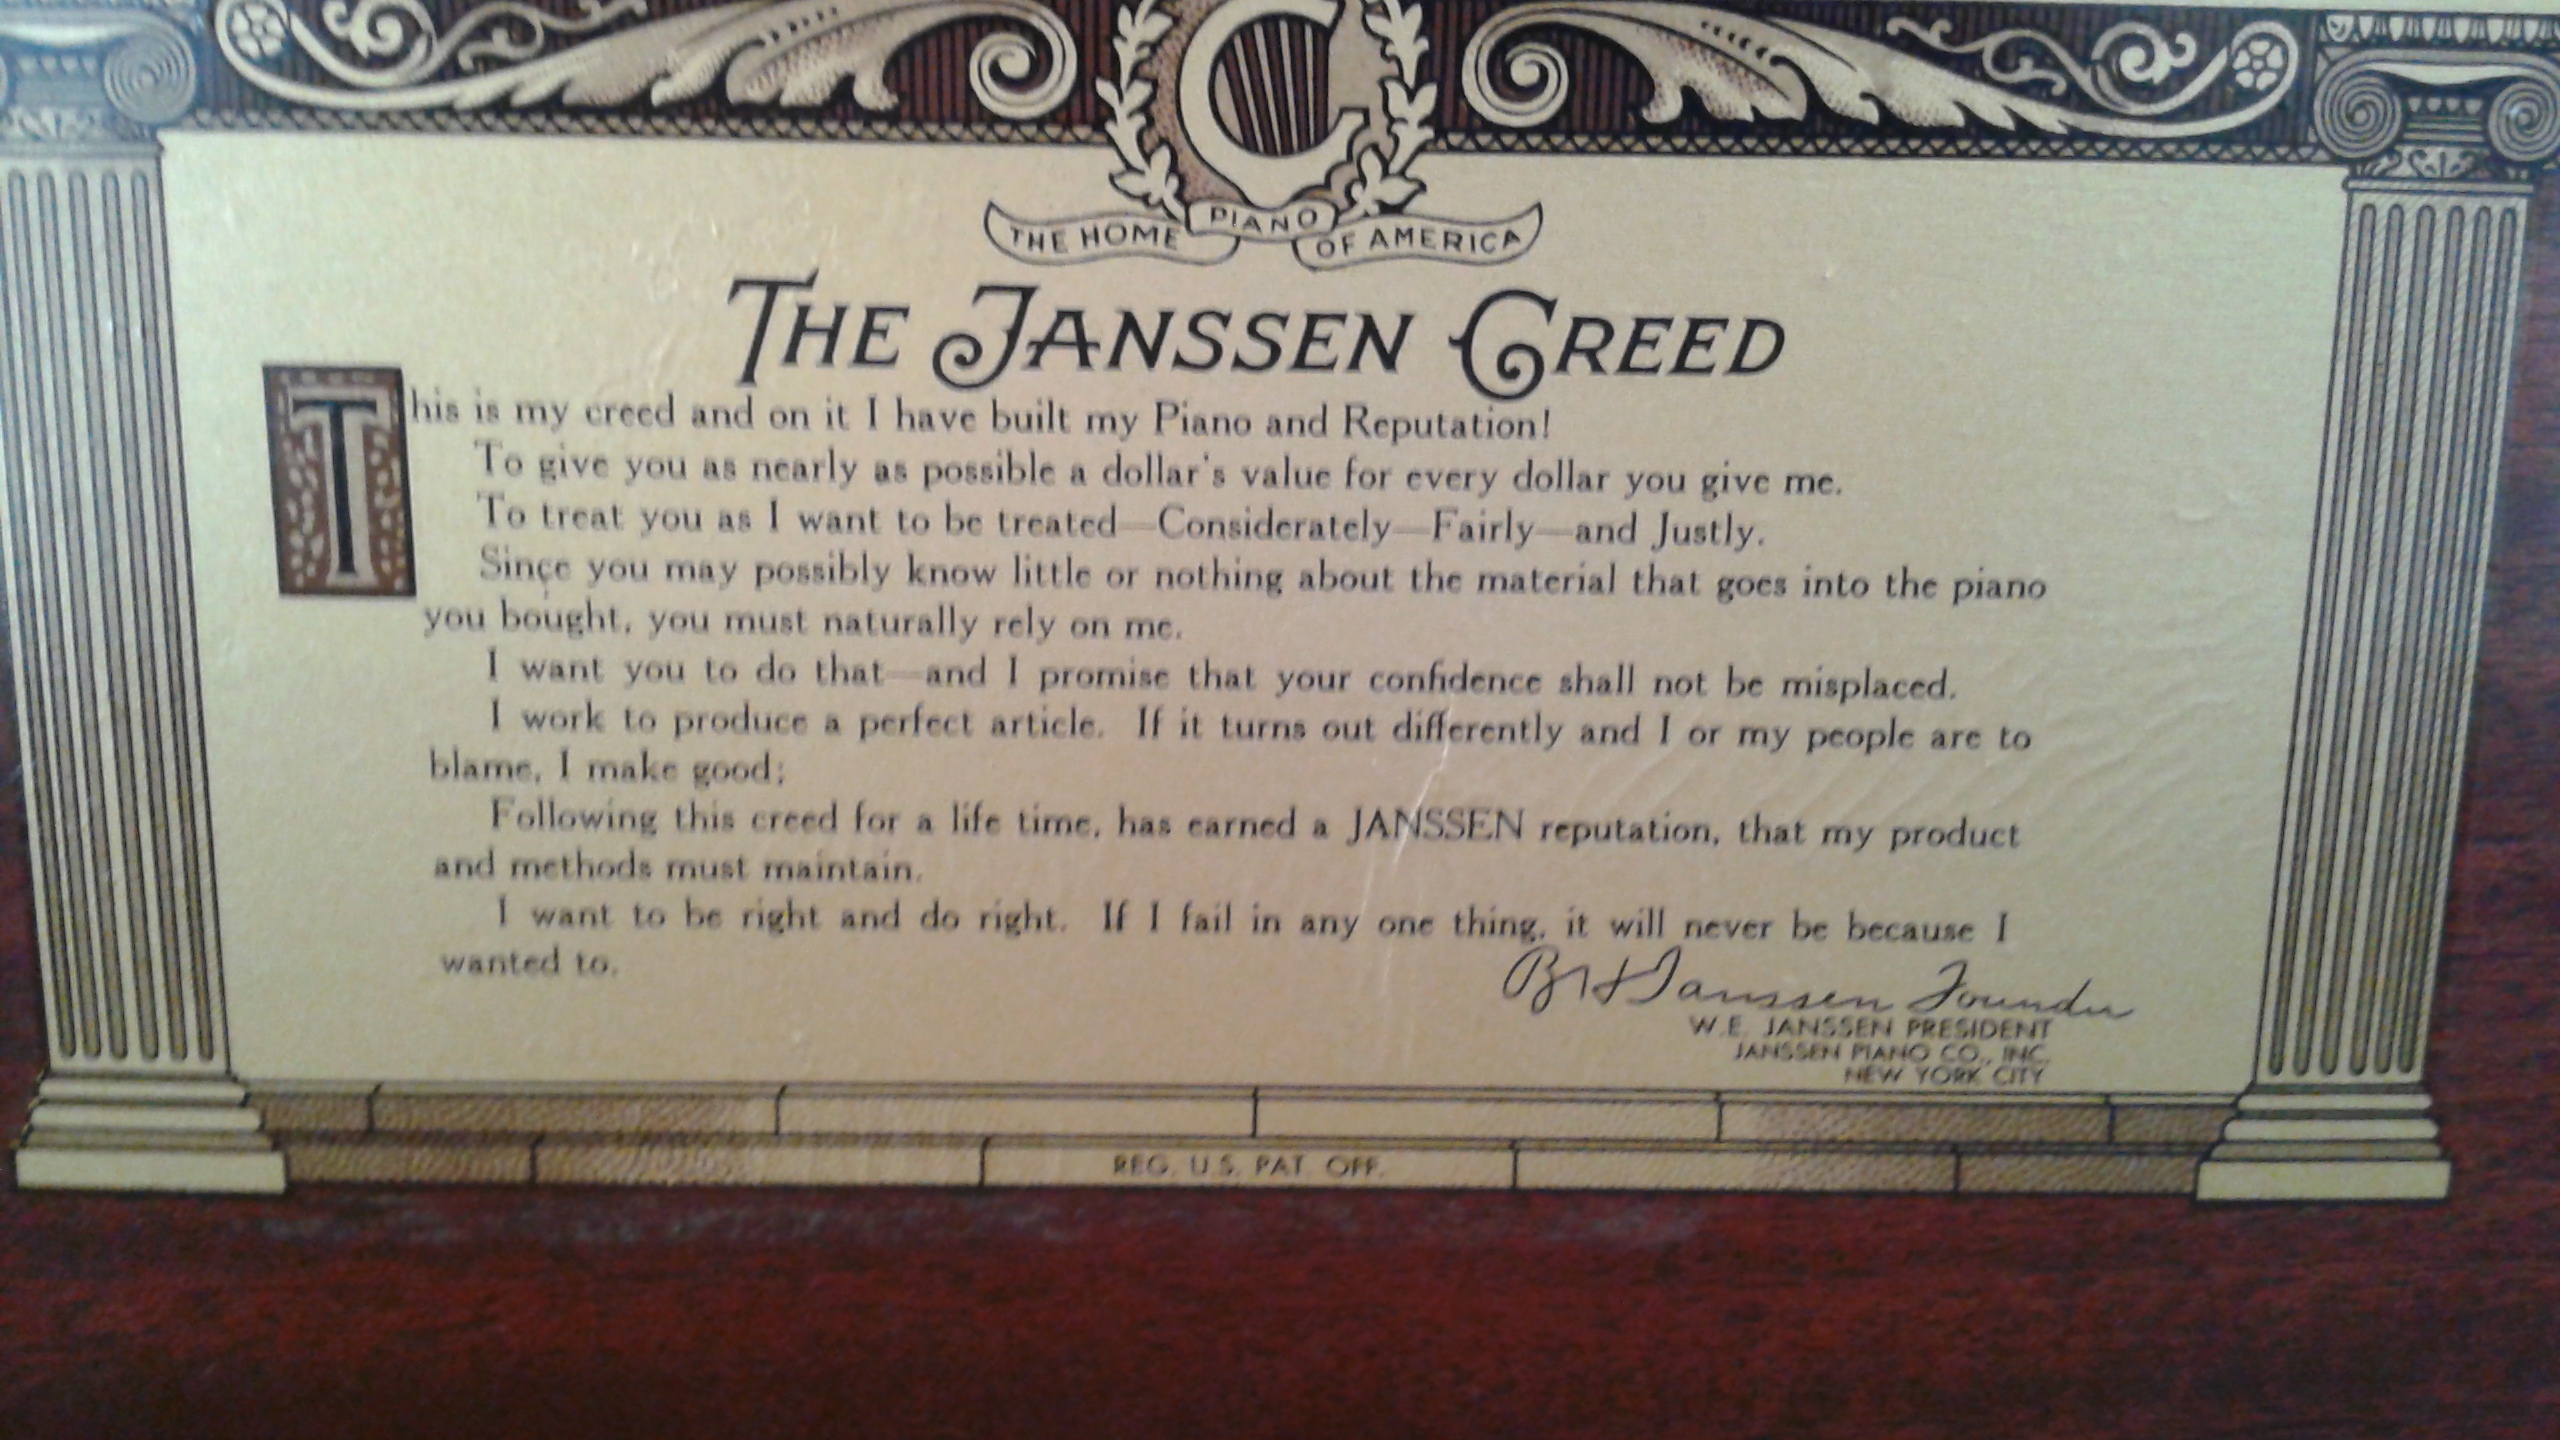 THE HOME PIANO OF AMERICA
THE JANSSEN CREED
This is my creed and on it I have built my Piano and Reputation!
To give you as nearly as possible a dollar's value for every dollar you give me.
To treat you as I want to be treated—Considerately—Fairly—and Justly.
Since you may possibly know little or nothing about the material that goes into the piano
you bought, you must naturally rely on me.
I want you to do that—and I promise that your confidence shall not be misplaced.
I work to produce a perfect article. If it turns out differently and I or my people are to
blame, I make good;
Following this creed for a life time, has earned a JANSSEN reputation, that my product
and methods must maintain.
I want to be right and do right. If I fail in any one thing, it will never be because I
wanted to.
BH Janssen Founder
W.E. JANSSEN PRESIDENT
JANSSEN PIANO CO., INC.
NEW YORK CITY
REG. U.S. PAT. OFF.